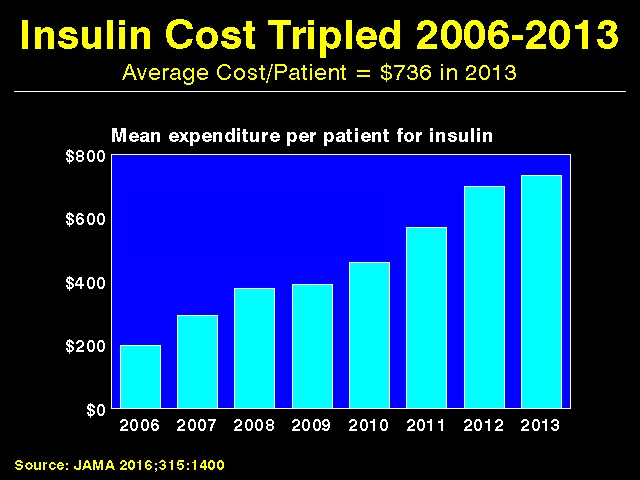 Insulin Cost Tripled 2006-2013
Average Cost/Patient = $736 in 2013
Mean expenditure per patient for insulin
$800
$600
$400
$200
$0
2006 2007 2008 2009 2010 2011 2012 2013
Source: JAMA 2016;315:1400